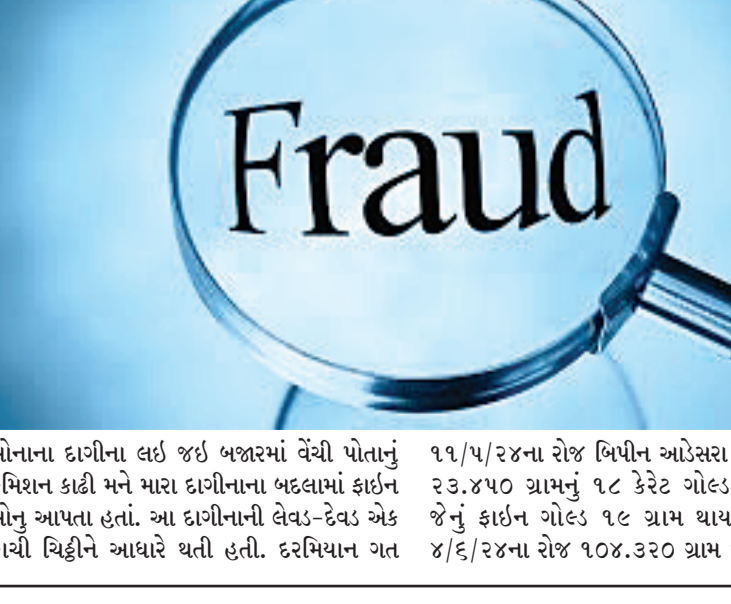 Fraud
દાગીના લઇ જઇ બજારમાં વેંચી પોતાનું
કાઢી મને મારા દાગીનાના બદલામાં ફાઇન
આપતા હતાં. આ દાગીનાની લેવડ-દેવડ એક
ચિઠ્ઠીને આધારે થતી હતી. દરમિયાન ગત
૧૧/૫/૨૪ના રોજ બિપીન આડેસરા
૨૩.૪૫૦ ગ્રામનું ૧૮ કેરેટ ગોલ્ડ
જેનું ફાઇન ગોલ્ડ ૧૯ ગ્રામ થાય
૪/૬/૨૪ના રોજ ૧૦૪.૩૨૦ ગ્રામ